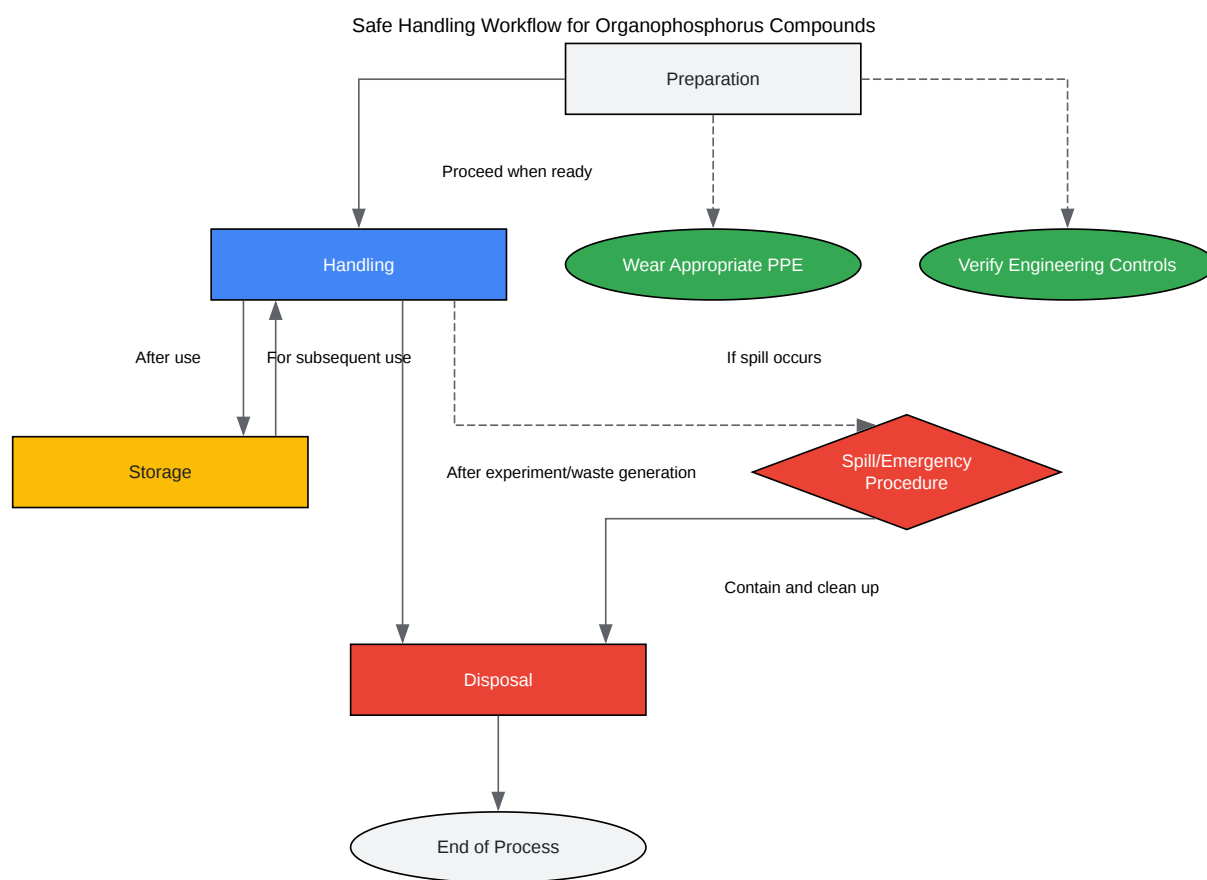 Safe Handling Workflow for Organophosphorus Compounds
Preparation
Proceed when ready
Handling
Wear Appropriate PPE
Verify Engineering Controls
After use
For subsequent use
If spill occurs
Storage
After experiment/waste generation
Spill/Emergency
Procedure
Contain and clean up
Disposal
End of Process